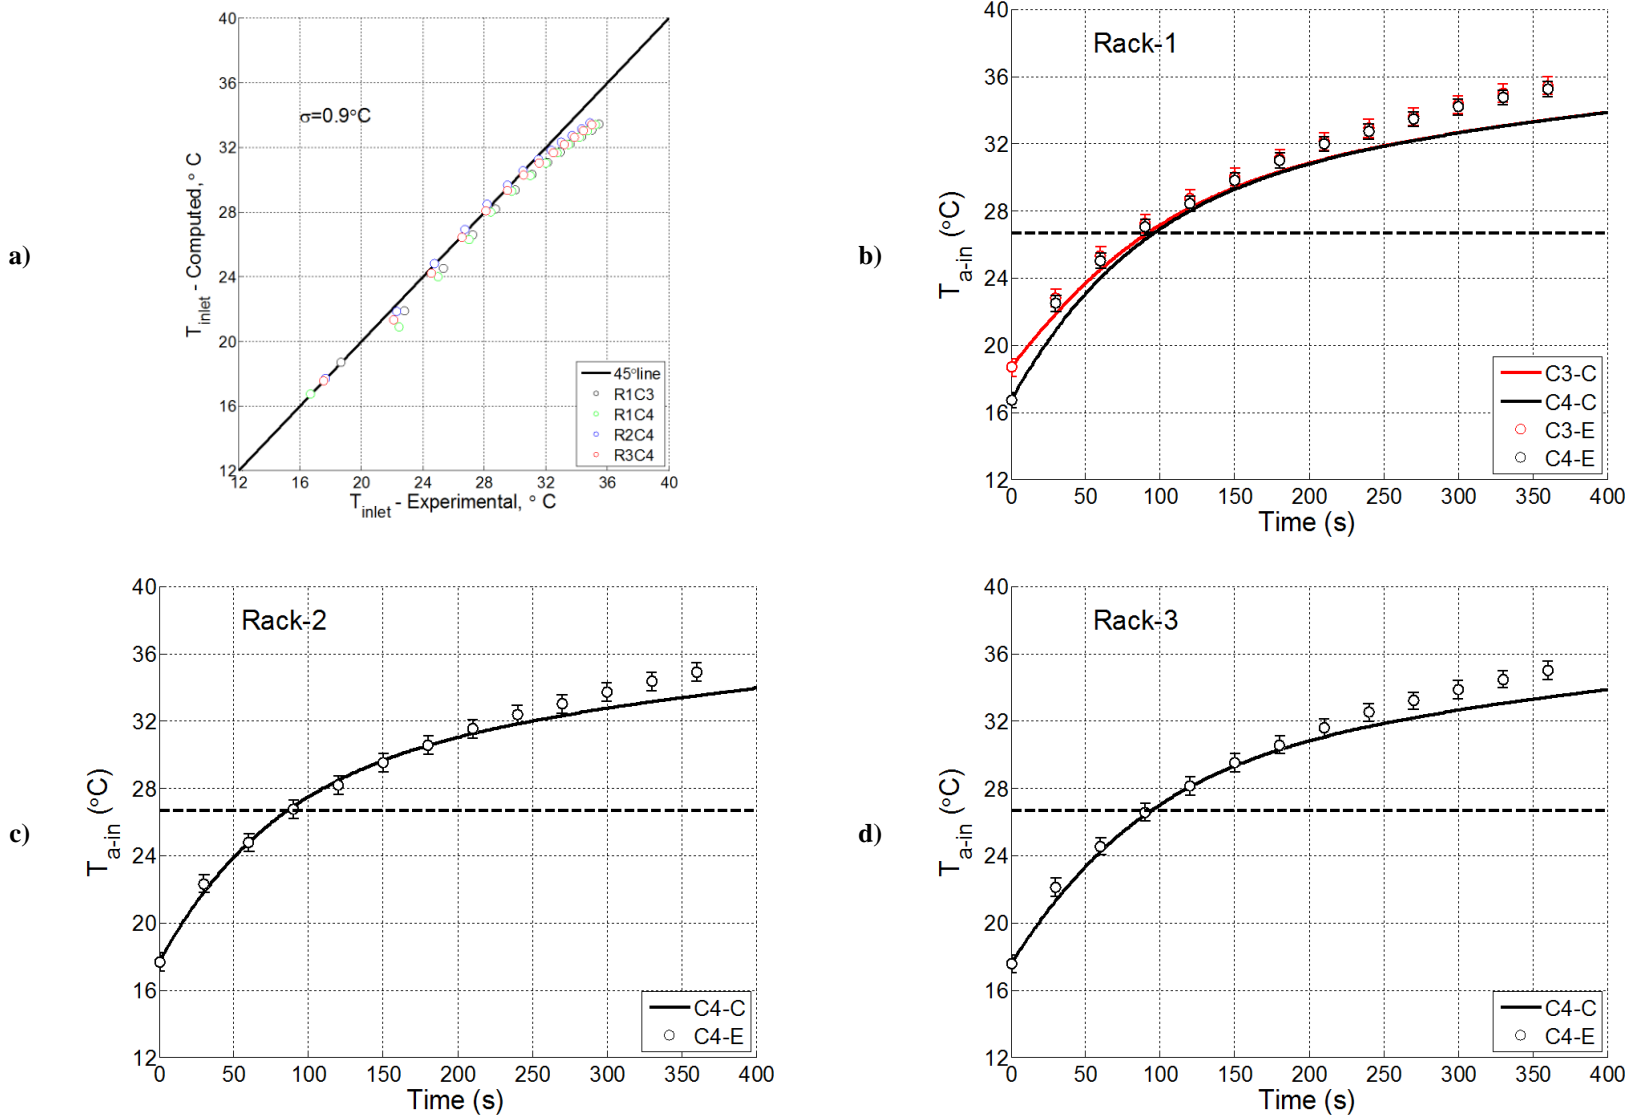 a)
40
36
32
28
24
20
16
12
12 16 20 24 28 32 36 40
T_inlet - Computed, ° C
T_inlet - Experimental, ° C
σ=0.9°C
45°line
R1C3
R1C4
R2C4
R3C4
b)
Rack-1
40
36
32
28
24
20
16
12
0 50 100 150 200 250 300 350 400
T_a-in (°C)
Time (s)
C3-C
C4-C
C3-E
C4-E
c)
Rack-2
40
36
32
28
24
20
16
12
0 50 100 150 200 250 300 350 400
T_a-in (°C)
Time (s)
C4-C
C4-E
d)
Rack-3
40
36
32
28
24
20
16
12
0 50 100 150 200 250 300 350 400
T_a-in (°C)
Time (s)
C4-C
C4-E